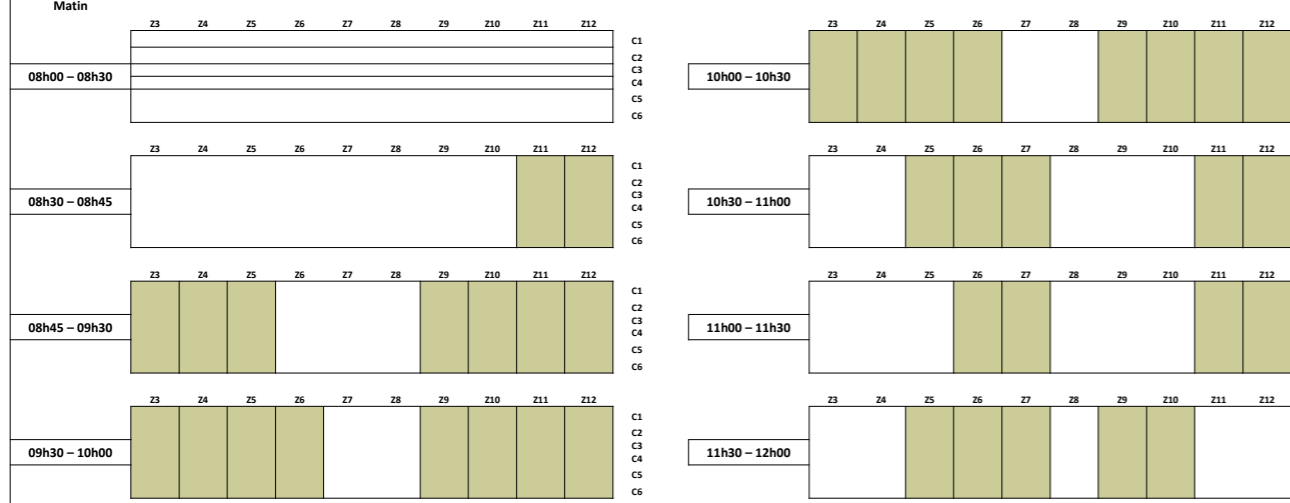 Matin
Z3 Z4 Z5 Z6 Z7 Z8 Z9 Z10 Z11 Z12
C1
C2
08h00 – 08h30
C3
C4
C5
C6
Z3 Z4 Z5 Z6 Z7 Z8 Z9 Z10 Z11 Z12
C1
C2
08h30 – 08h45
C3
C4
C5
C6
Z3 Z4 Z5 Z6 Z7 Z8 Z9 Z10 Z11 Z12
C1
C2
08h45 – 09h30
C3
C4
C5
C6
Z3 Z4 Z5 Z6 Z7 Z8 Z9 Z10 Z11 Z12
C1
C2
09h30 – 10h00
C3
C4
C5
C6
Z3 Z4 Z5 Z6 Z7 Z8 Z9 Z10 Z11 Z12
10h00 – 10h30
Z3 Z4 Z5 Z6 Z7 Z8 Z9 Z10 Z11 Z12
10h30 – 11h00
Z3 Z4 Z5 Z6 Z7 Z8 Z9 Z10 Z11 Z12
11h00 – 11h30
Z3 Z4 Z5 Z6 Z7 Z8 Z9 Z10 Z11 Z12
11h30 – 12h00